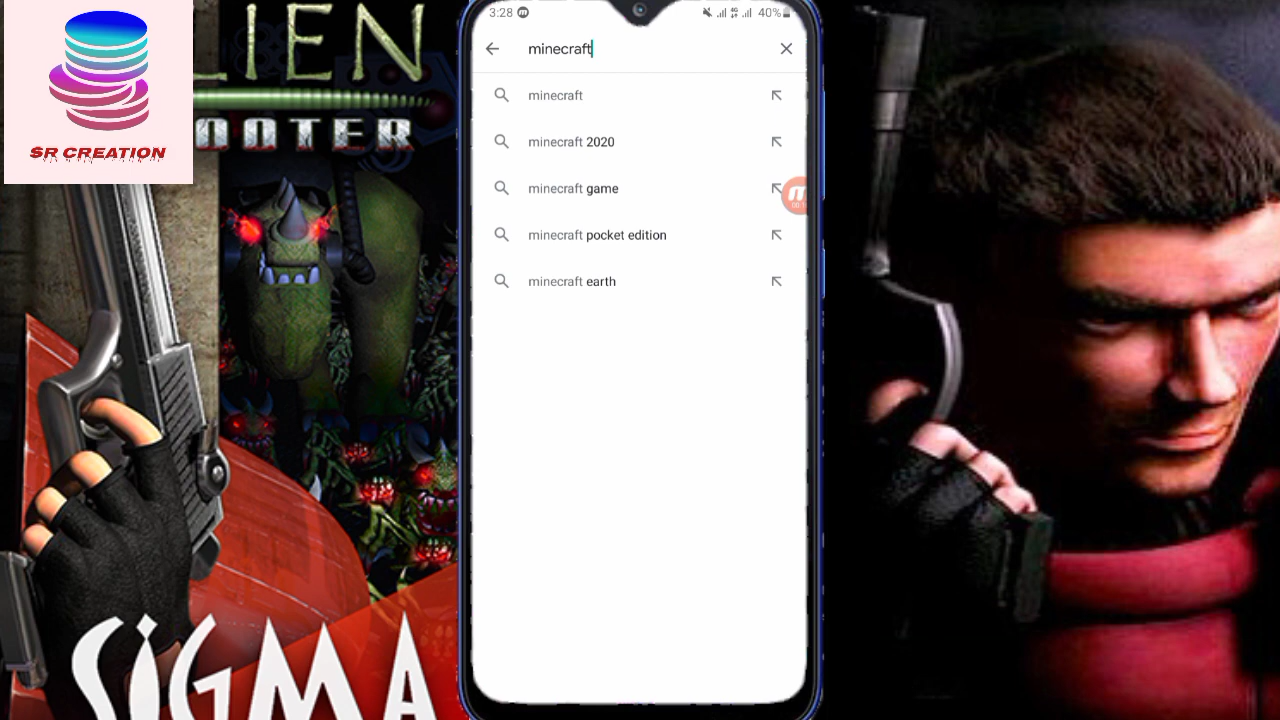 LIEN
OOTER
SR CREATION
SIGMA
3:28
4G
40%
minecraft
minecraft
minecraft 2020
minecraft game
minecraft pocket edition
minecraft earth